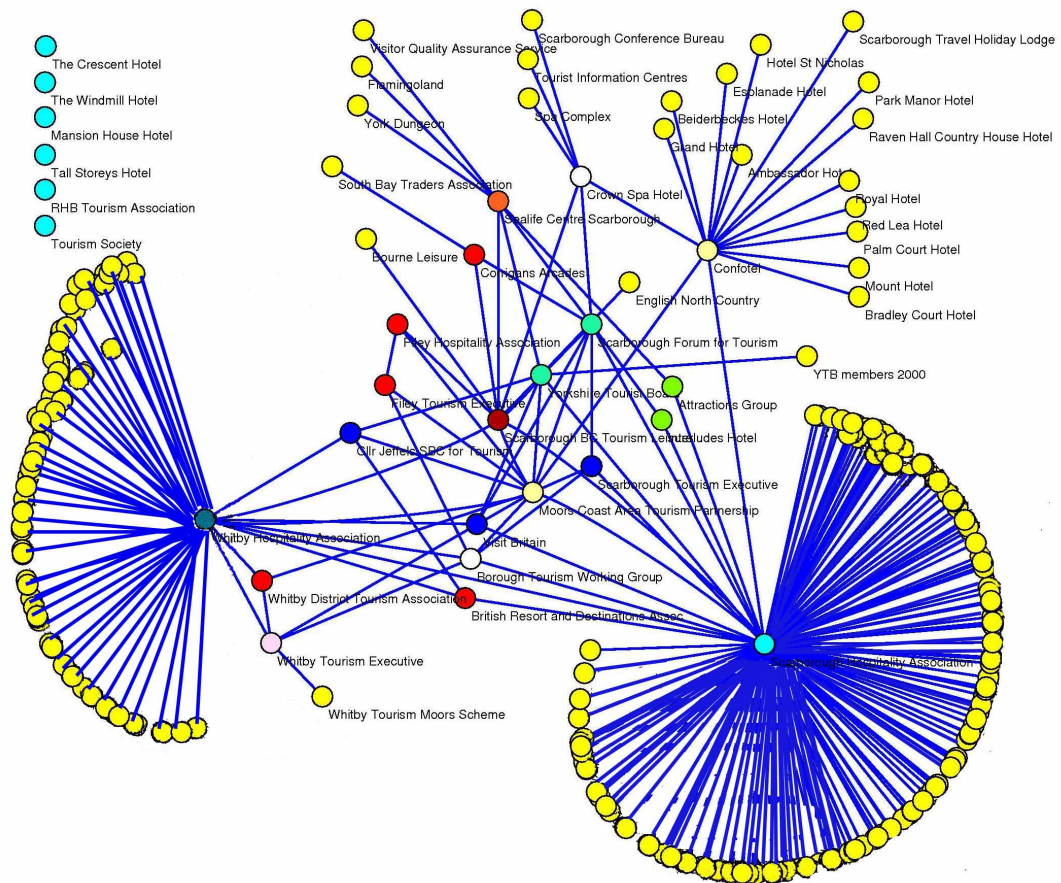 Visitor Quality Assurance Service
Scarborough Conference Bureau
Scarborough Travel Holiday Lodge
The Crescent Hotel
Flamingoland
Tourist Information Centres
Hotel St Nicholas
The Windmill Hotel
York Dungeon
Spa Complex
Esplanade Hotel
Park Manor Hotel
Beiderbeckes Hotel
Mansion House Hotel
Grand Hotel
Raven Hall Country House Hotel
Tall Storeys Hotel
South Bay Traders Association
Crown Spa Hotel
Ambassador Hotel
RHB Tourism Association
Sealife Centre Scarborough
Royal Hotel
Red Lea Hotel
Tourism Society
Bourne Leisure
Corrigans Arcades
Confotel
Palm Court Hotel
Mount Hotel
English North Country
Bradley Court Hotel
Filey Hospitality Association
Scarborough Forum for Tourism
YTB members 2000
Filey Tourism Executive
Yorkshire Tourist Board
Attractions Group
Scarborough BC Tourism Leisure
Interludes Hotel
Cllr Jeffels SBC for Tourism
Scarborough Tourism Executive
Moors Coast Area Tourism Partnership
Whitby Hospitality Association
Visit Britain
Borough Tourism Working Group
Whitby District Tourism Association
British Resort and Destinations Assec
Whitby Tourism Executive
Scarborough Hospitality Association
Whitby Tourism Moors Scheme